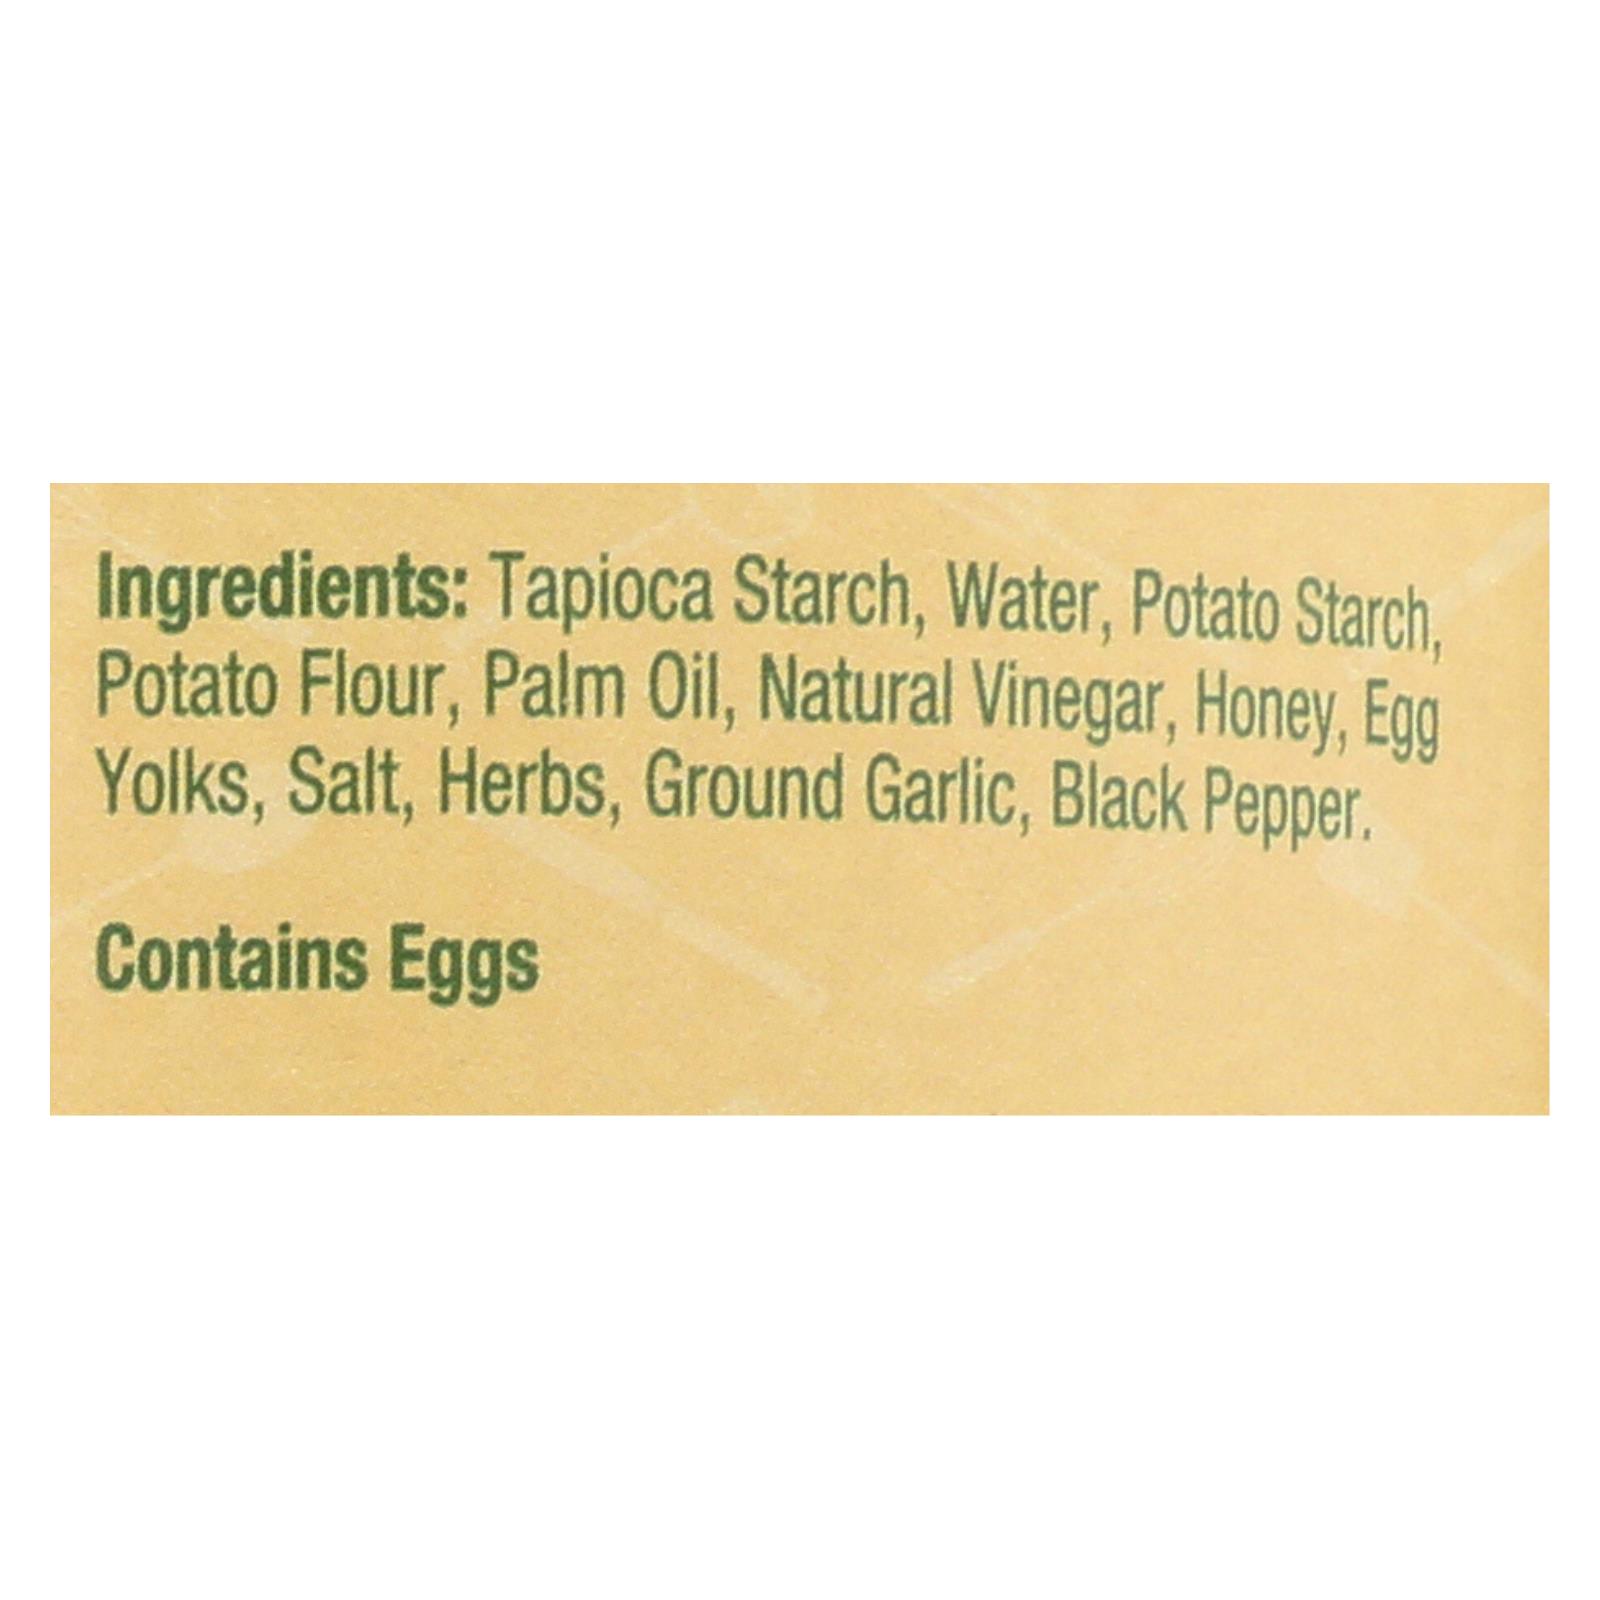 Ingredients: Tapioca Starch, Water, Potato Starch,
Potato Flour, Palm Oil, Natural Vinegar, Honey, Egg
Yolks, Salt, Herbs, Ground Garlic, Black Pepper.
Contains Eggs